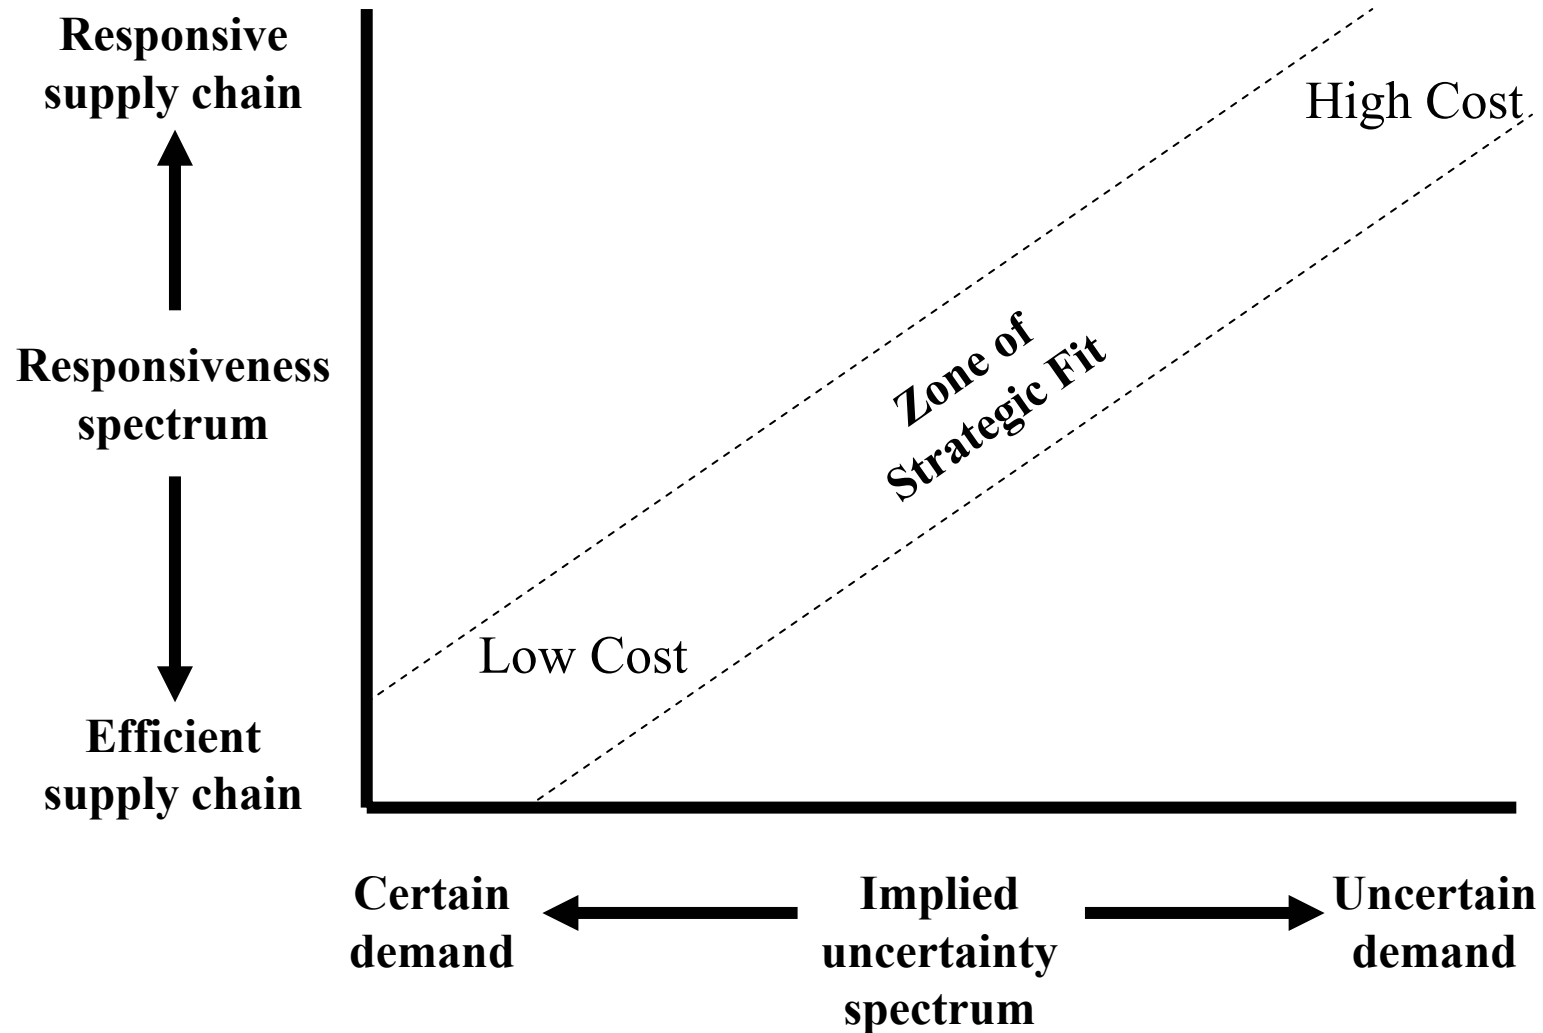 Responsive
supply chain
High Cost
Responsiveness
spectrum
Zone of
Strategic Fit
Low Cost
Efficient
supply chain
Certain
demand
Implied
uncertainty
spectrum
Uncertain
demand